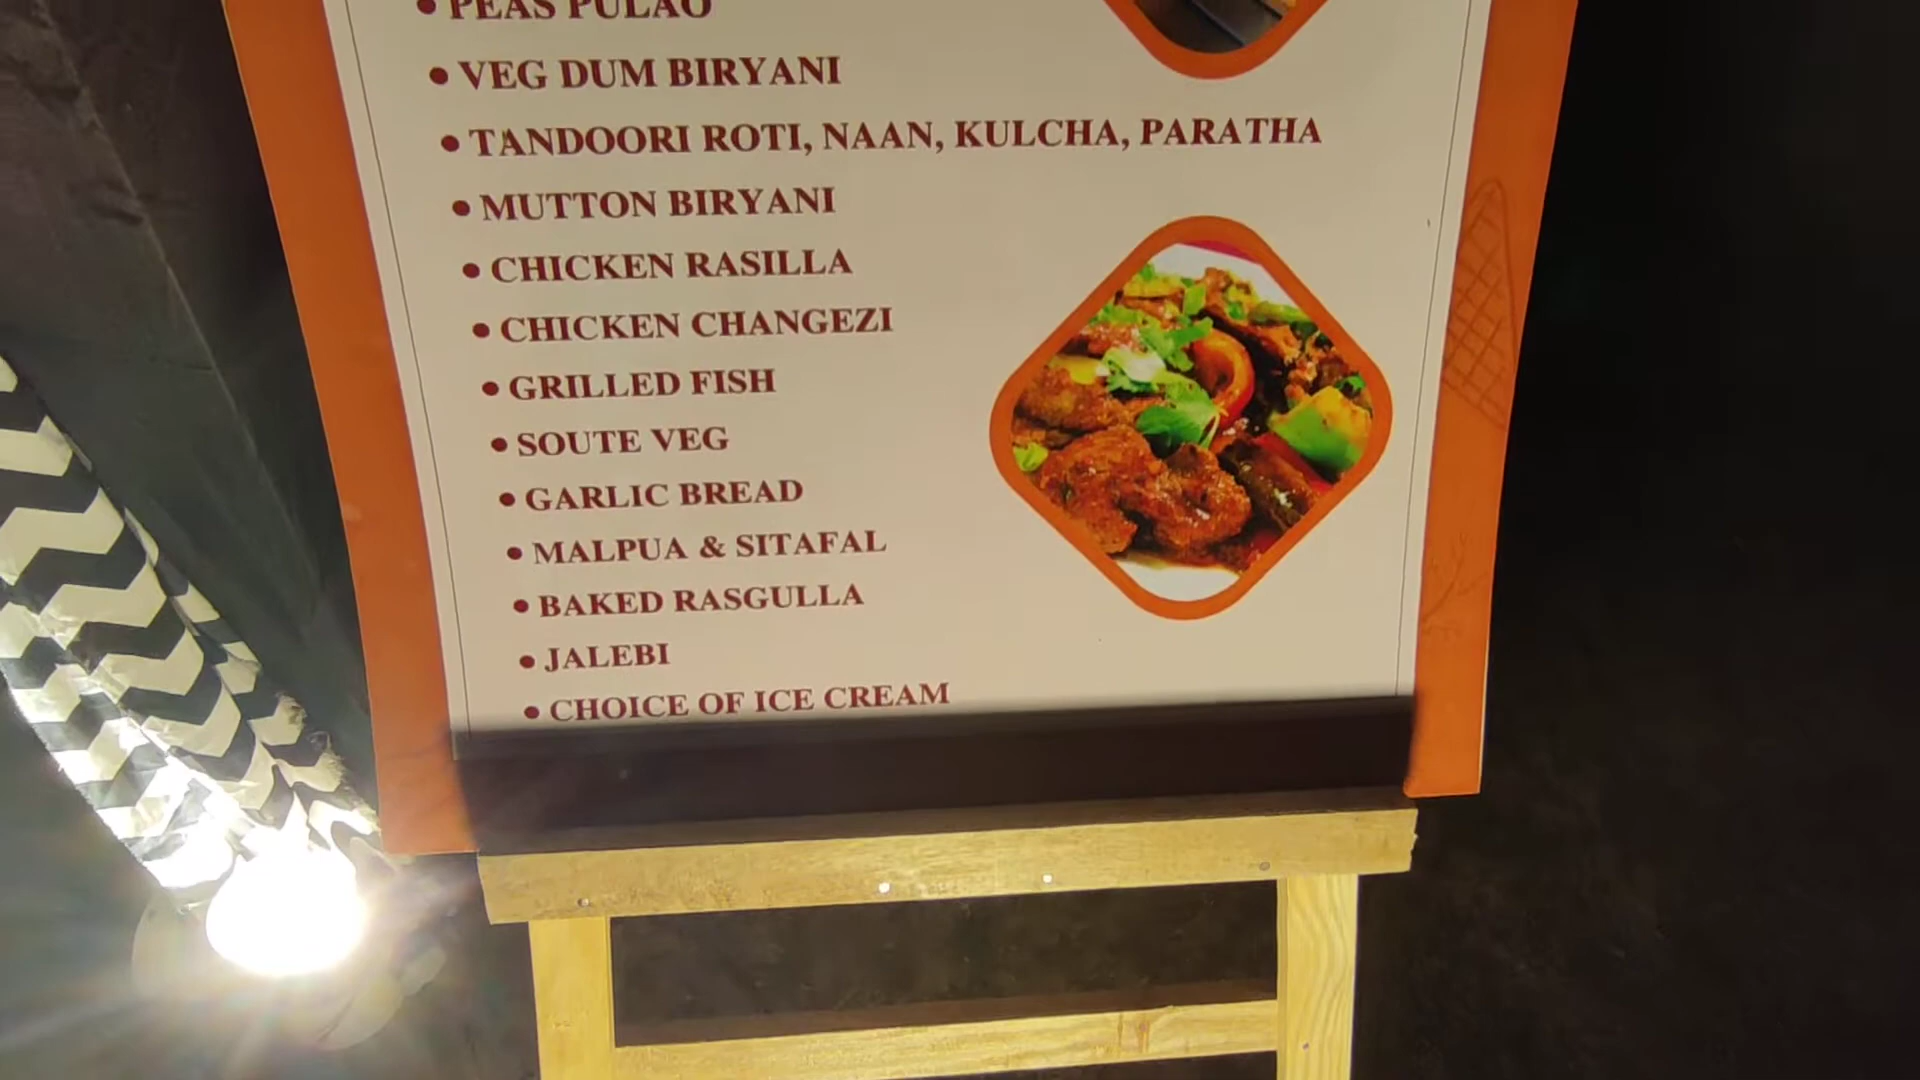 • PEAS PULAO
• VEG DUM BIRYANI
• TANDOORI ROTI, NAAN, KULCHA, PARATHA
• MUTTON BIRYANI
• CHICKEN RASILLA
• CHICKEN CHANGEZI
• GRILLED FISH
• SOUTE VEG
• GARLIC BREAD
• MALPUA & SITAFAL
• BAKED RASGULLA
• JALEBI
• CHOICE OF ICE CREAM